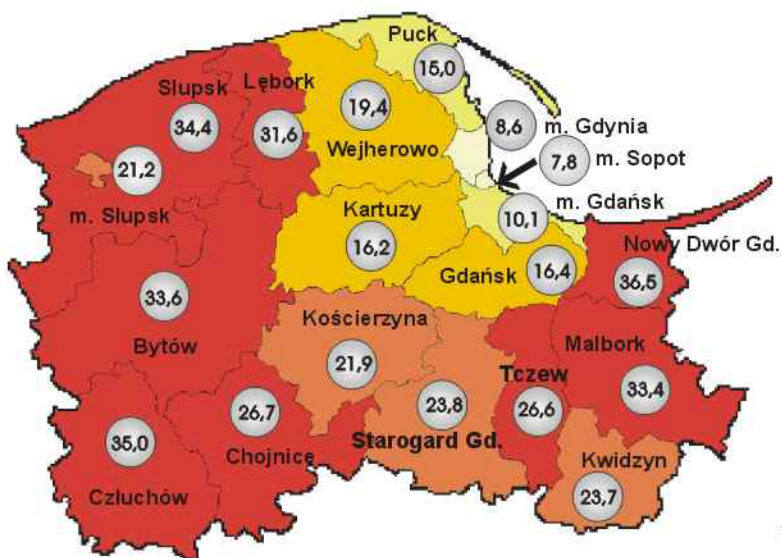 Puck
15,0
Słupsk
34,4
Lębork
31,6
19,4
Wejherowo
8,6
m. Gdynia
7,8
m. Sopot
21,2
m. Słupsk
m. Gdańsk
10,1
Kartuzy
16,2
Gdańsk
16,4
Nowy Dwór Gd.
36,5
33,6
Bytów
Kościerzyna
21,9
Malbork
33,4
Tczew
26,6
23,8
Starogard Gd.
26,7
Chojnice
35,0
Człuchów
Kwidzyn
23,7